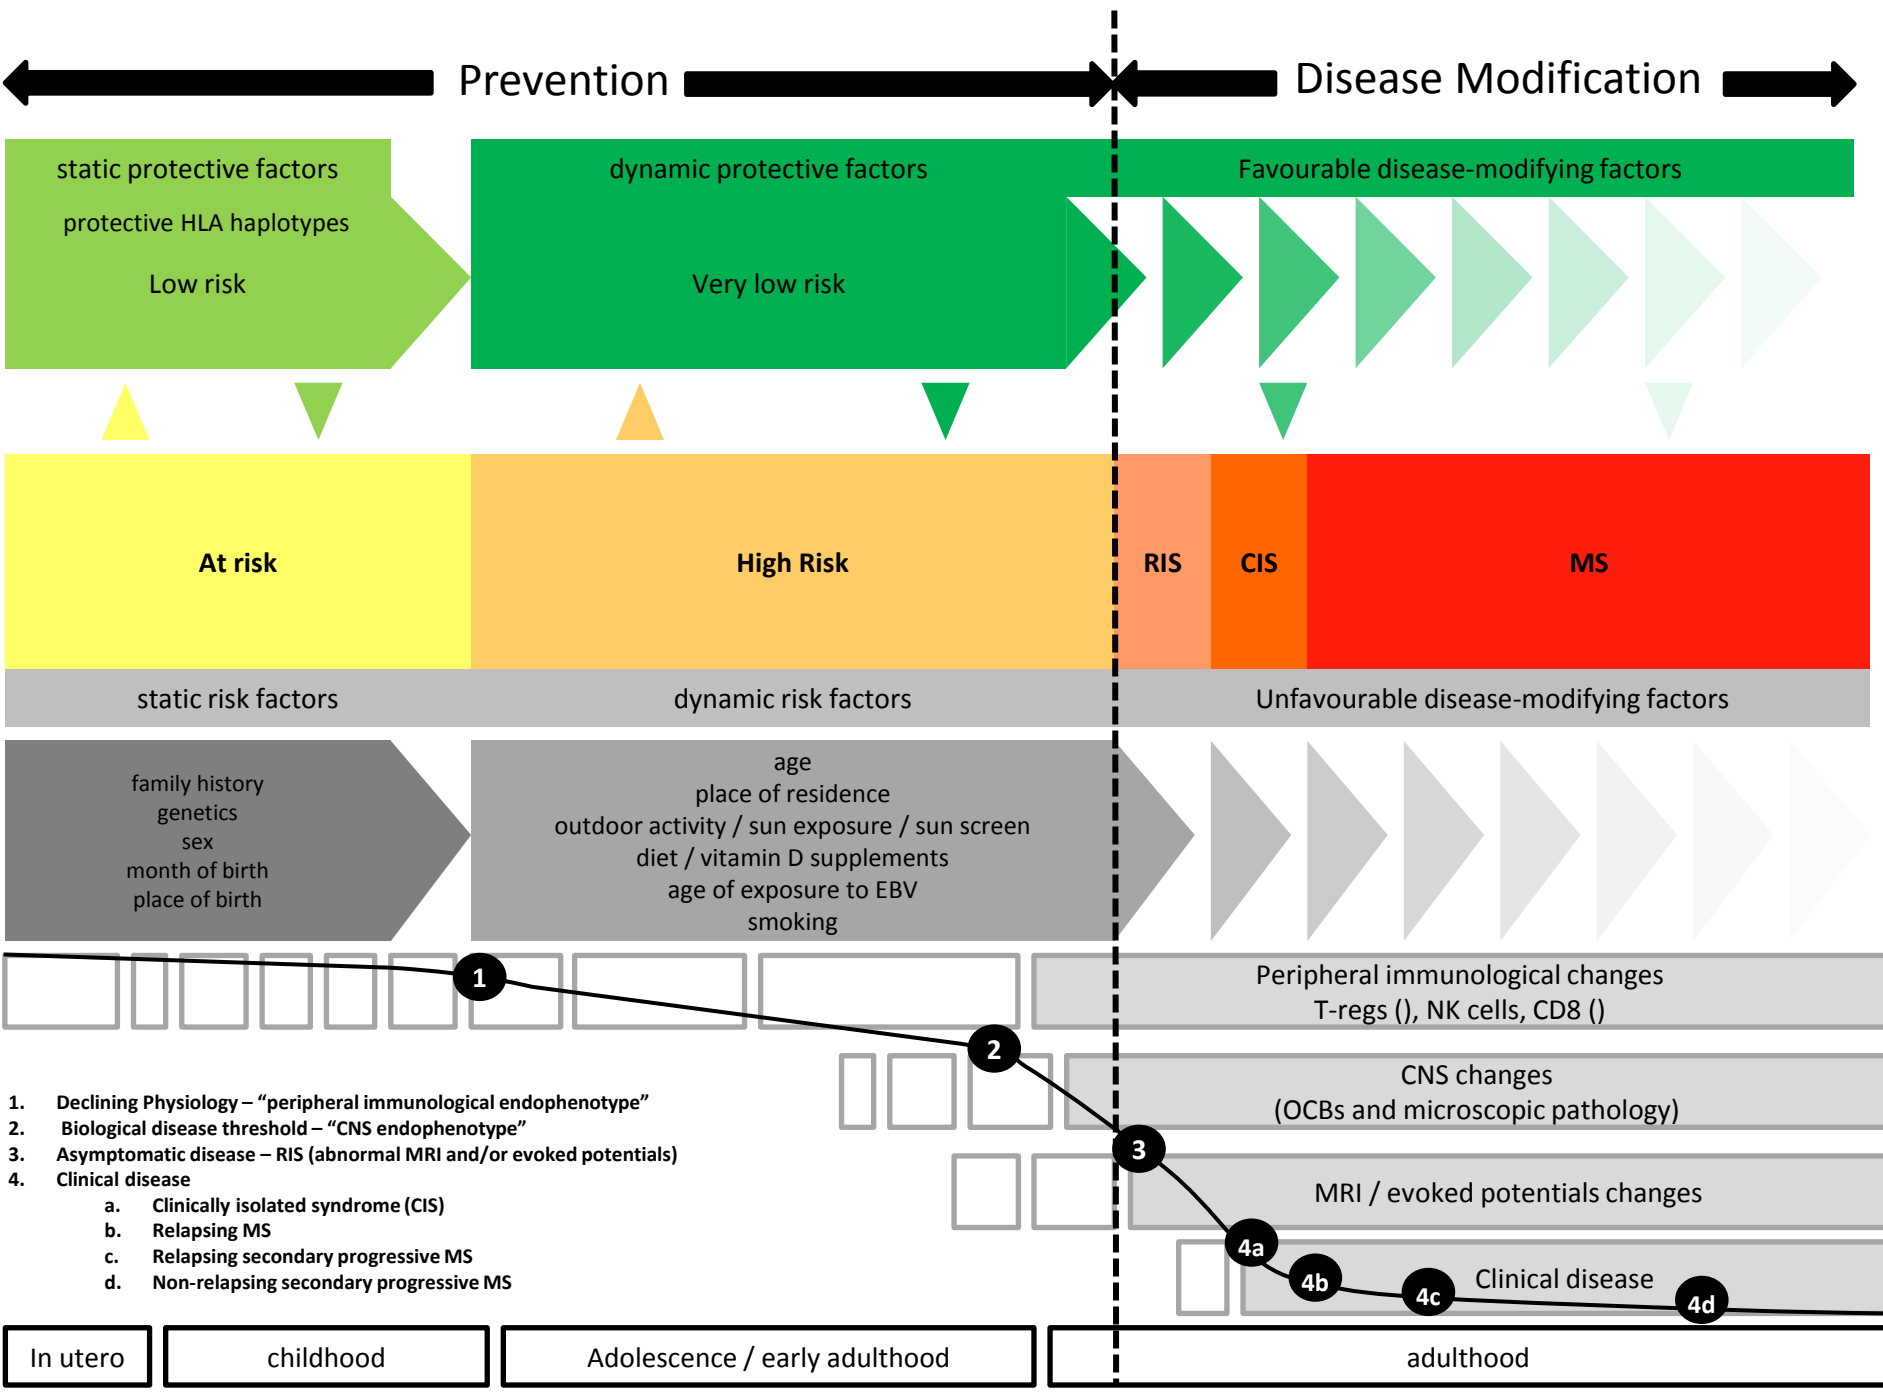 Prevention
Disease Modification
static protective factors
dynamic protective factors
Favourable disease-modifying factors
protective HLA haplotypes
Low risk
Very low risk
At risk
High Risk
RIS
CIS
MS
static risk factors
dynamic risk factors
Unfavourable disease-modifying factors
family history
genetics
sex
month of birth
place of birth
age
place of residence
outdoor activity / sun exposure / sun screen
diet / vitamin D supplements
age of exposure to EBV
smoking
1
Peripheral immunological changes
T-regs (), NK cells, CD8 ()
2
CNS changes
(OCBs and microscopic pathology)
3
MRI / evoked potentials changes
4a
4b
4c
4d
Clinical disease
1. Declining Physiology – “peripheral immunological endophenotype”
2. Biological disease threshold – “CNS endophenotype”
3. Asymptomatic disease – RIS (abnormal MRI and/or evoked potentials)
4. Clinical disease
a. Clinically isolated syndrome (CIS)
b. Relapsing MS
c. Relapsing secondary progressive MS
d. Non-relapsing secondary progressive MS
In utero
childhood
Adolescence / early adulthood
adulthood